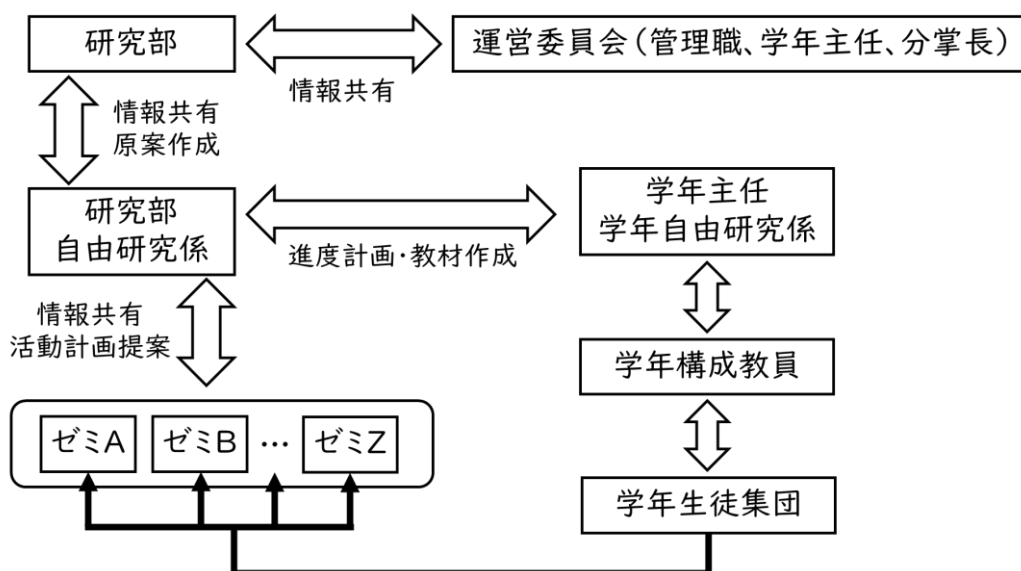 研究部
運営委員会(管理職、学年主任、分掌長)
情報共有
情報共有
原案作成
研究部
自由研究係
学年主任
学年自由研究係
進度計画・教材作成
情報共有
活動計画提案
学年構成教員
ゼミA
ゼミB
…
ゼミZ
学年生徒集団